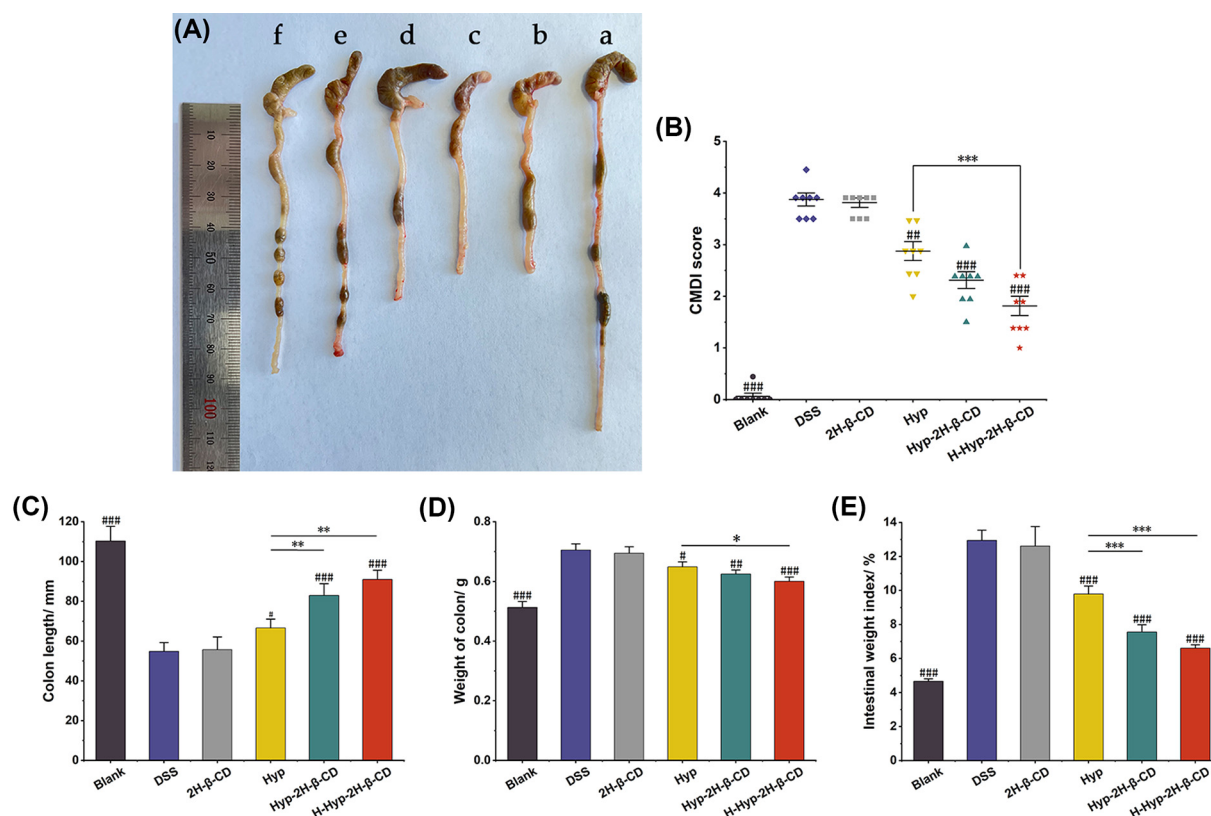 (A)
f e d c b a
10
20
30
40
50
60
70
80
90
100
110
(B)
CMDI score
5
4
3
2
1
0
***
###
##
###
###
Blank
DSS
2H-β-CD
Hyp
Hyp-2H-β-CD
H-Hyp-2H-β-CD
(C)
Colon length/ mm
120
100
80
60
40
20
0
**
**
###
#
###
###
Blank
DSS
2H-β-CD
Hyp
Hyp-2H-β-CD
H-Hyp-2H-β-CD
(D)
Weight of colon/ g
0.8
0.6
0.4
0.2
0.0
*
###
#
##
###
Blank
DSS
2H-β-CD
Hyp
Hyp-2H-β-CD
H-Hyp-2H-β-CD
(E)
Intestinal weight index/ %
14
12
10
8
6
4
2
0
***
***
###
###
###
###
Blank
DSS
2H-β-CD
Hyp
Hyp-2H-β-CD
H-Hyp-2H-β-CD